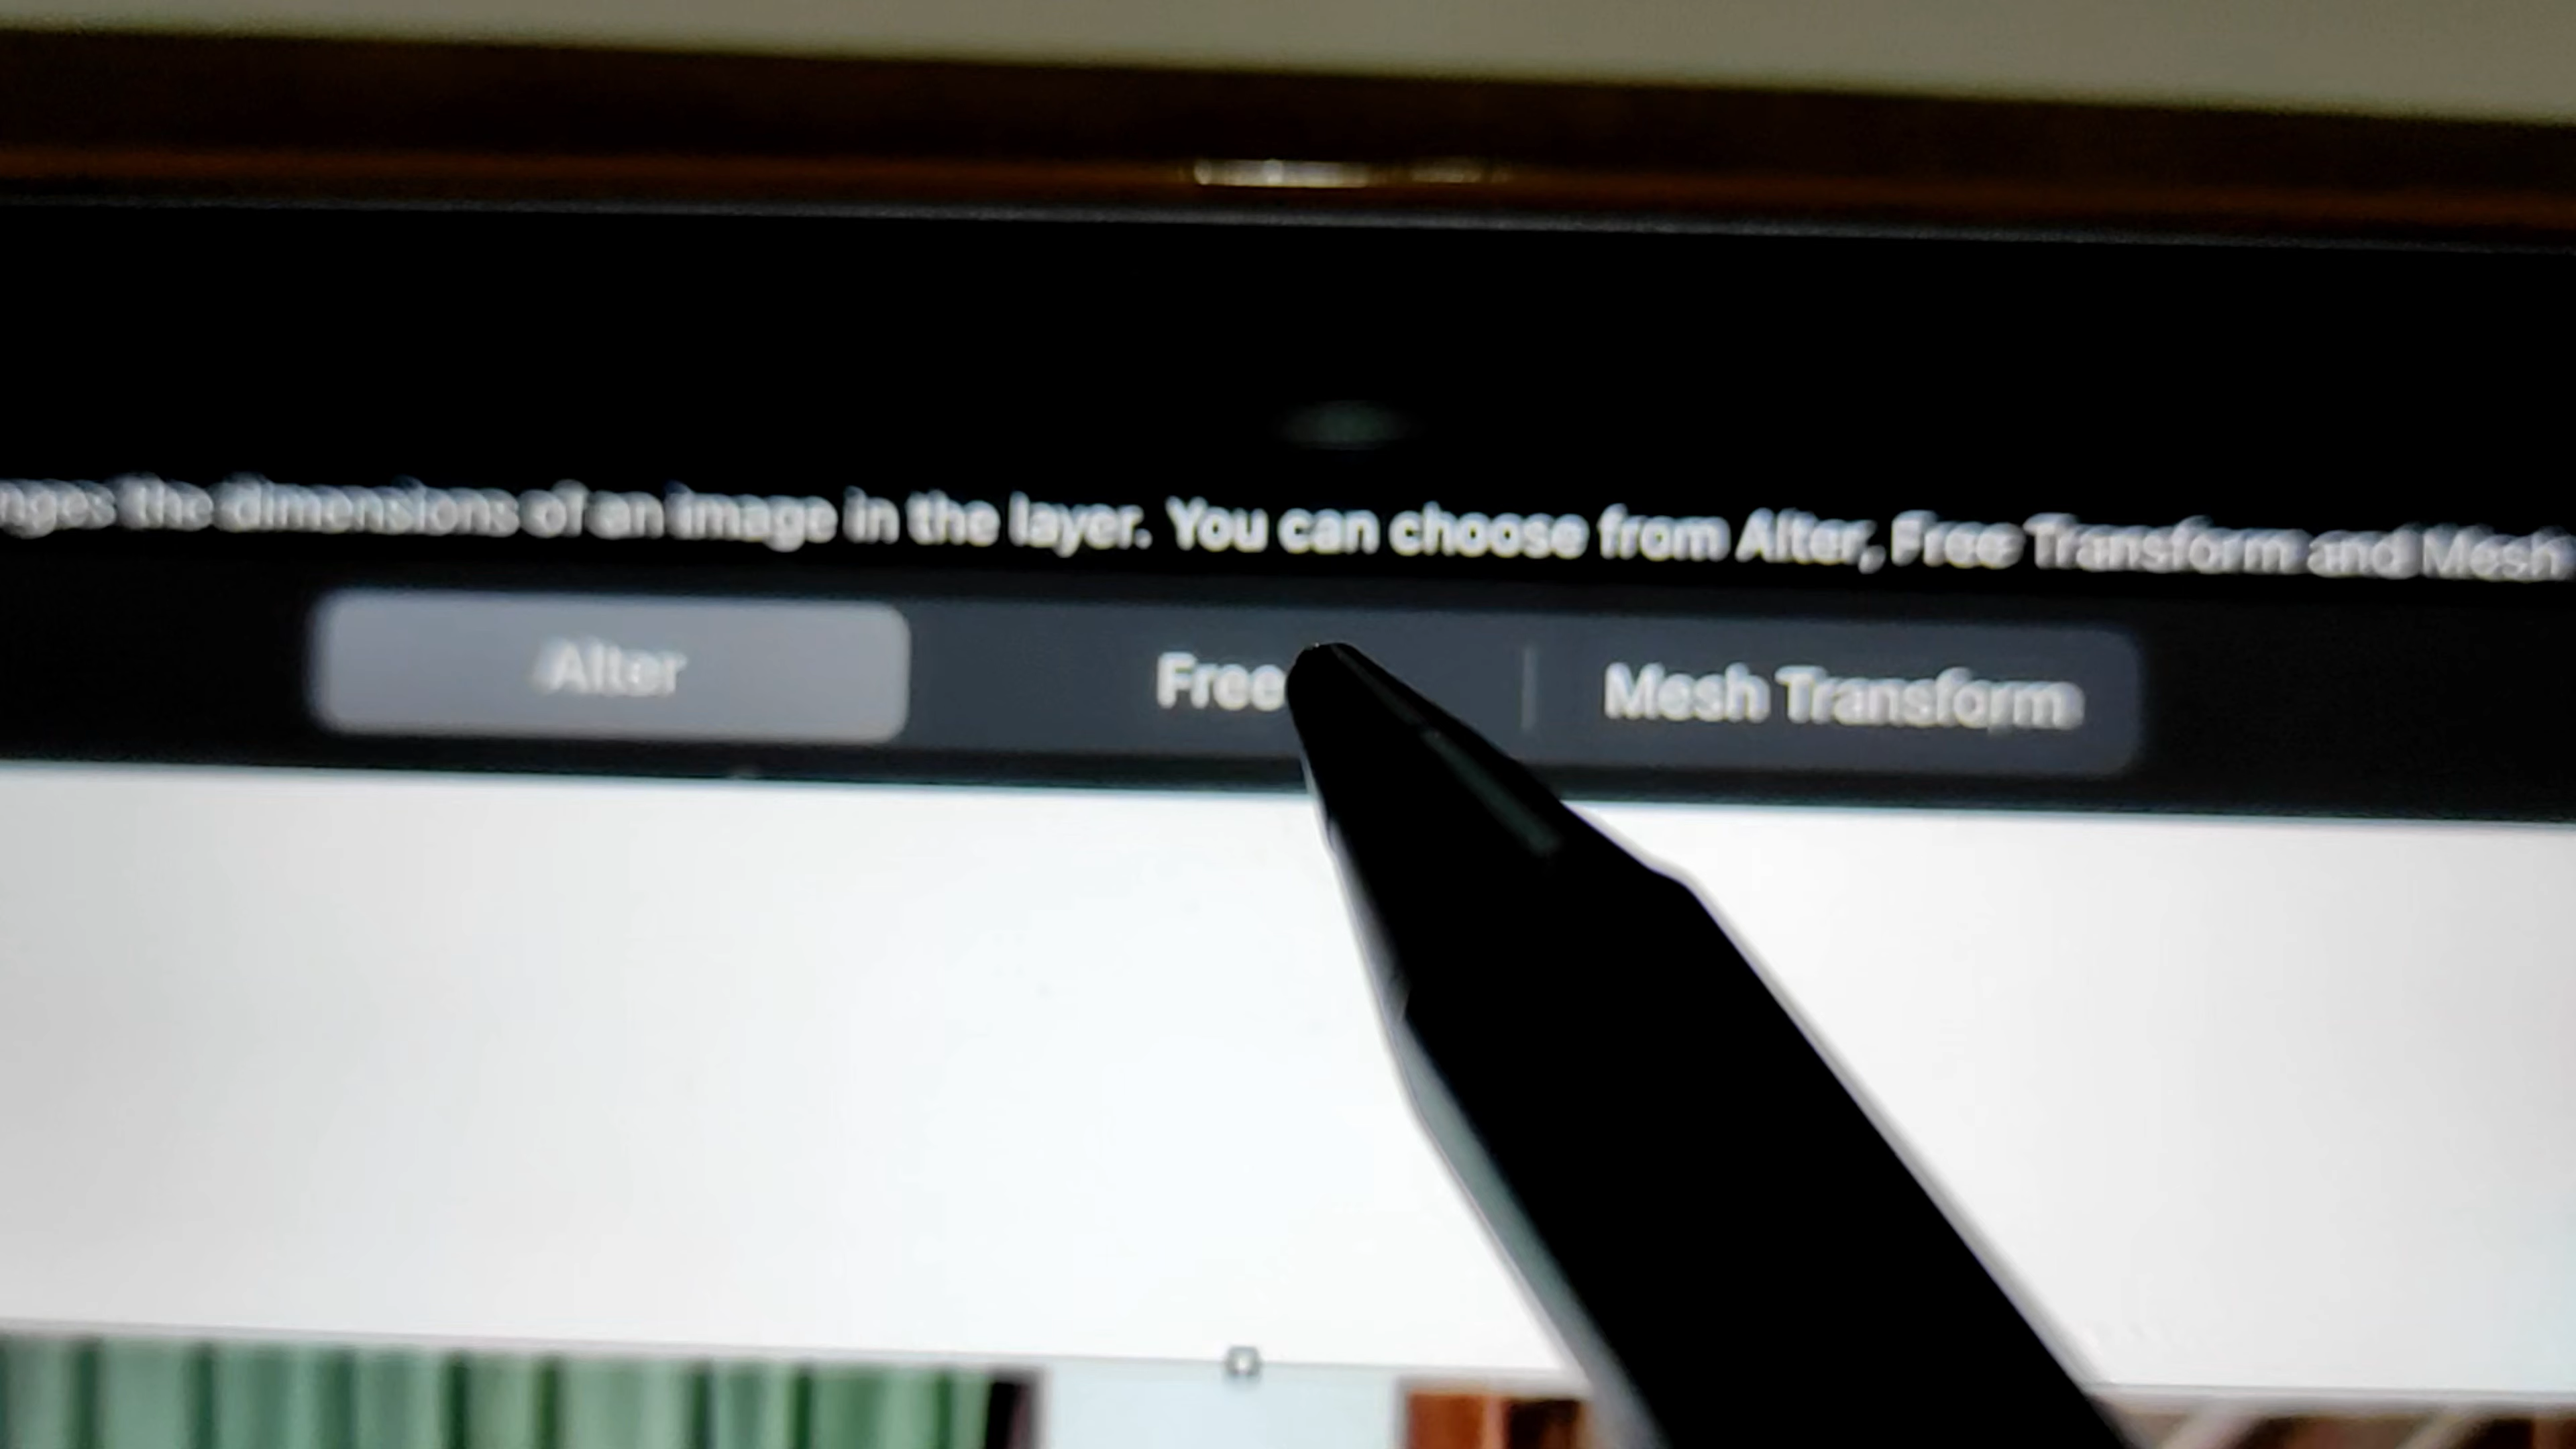 nges the dimensions of an image in the layer. You can choose from Alter, Free Transform and Mesh
Alter Free Mesh Transform